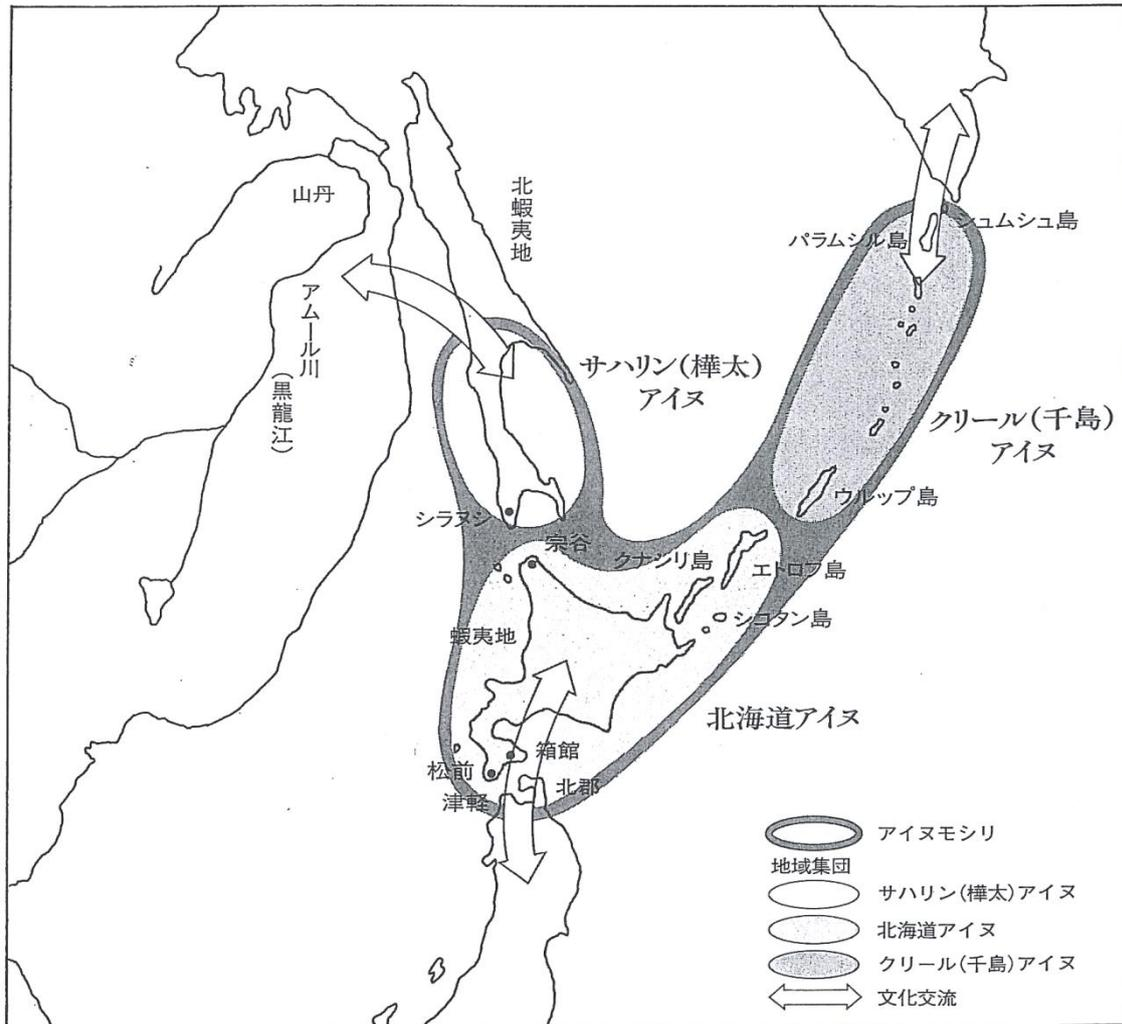 山丹
北蝦夷地
アムール川
(黒龍江)
パラムシル島
シュムシュ島
サハリン(樺太)
アイヌ
クリール(千島)
アイヌ
ウルップ島
シラヌシ
宗谷
クナシリ島
エトロフ島
シコタン島
蝦夷地
北海道アイヌ
箱館
松前
津軽
北郡
アイヌモシリ
地域集団
サハリン(樺太)アイヌ
北海道アイヌ
クリール(千島)アイヌ
文化交流